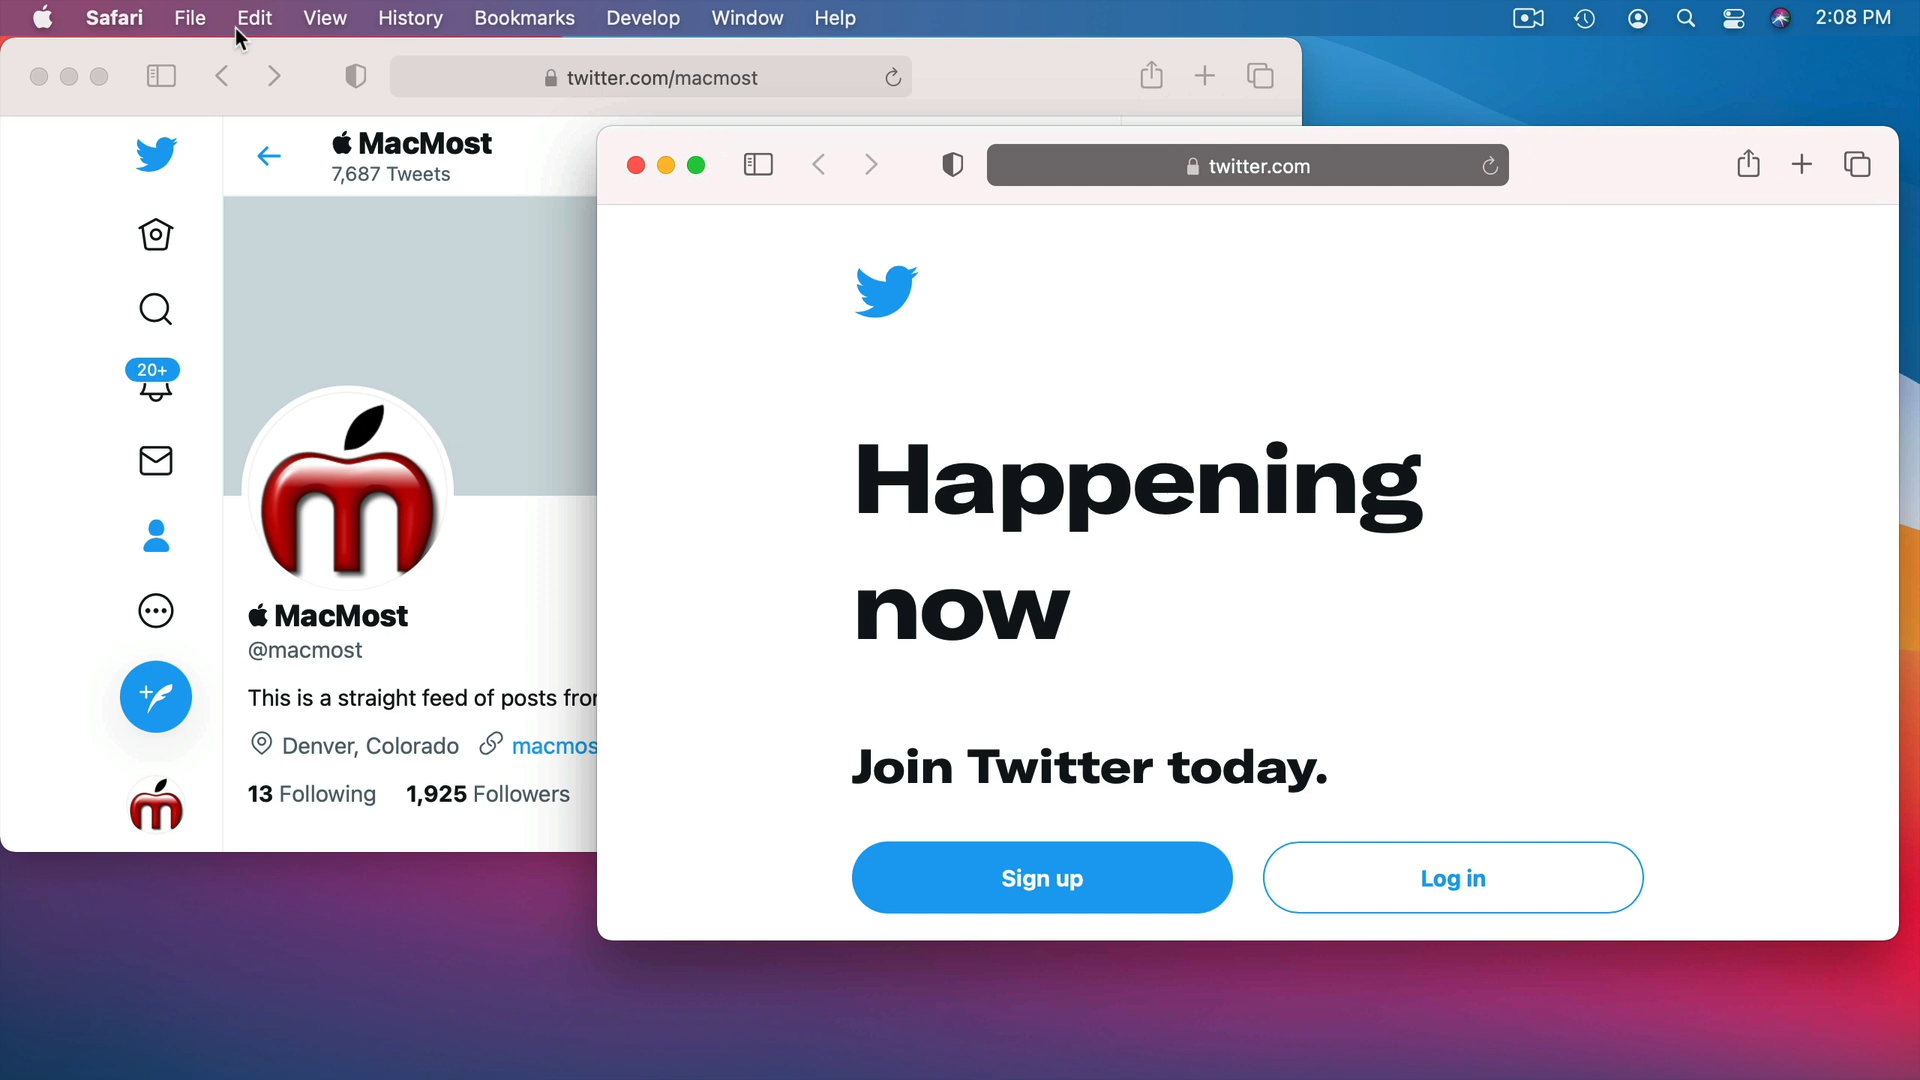 Safari File Edit View History Bookmarks Develop Window Help 2:08 PM
twitter.com/macmost
MacMost
7,687 Tweets
20+
MacMost
@macmost
This is a straight feed of posts
Denver, Colorado
13 Following 1,925 Followers
twitter.com
Happening
now
Join Twitter today.
Sign up Log in